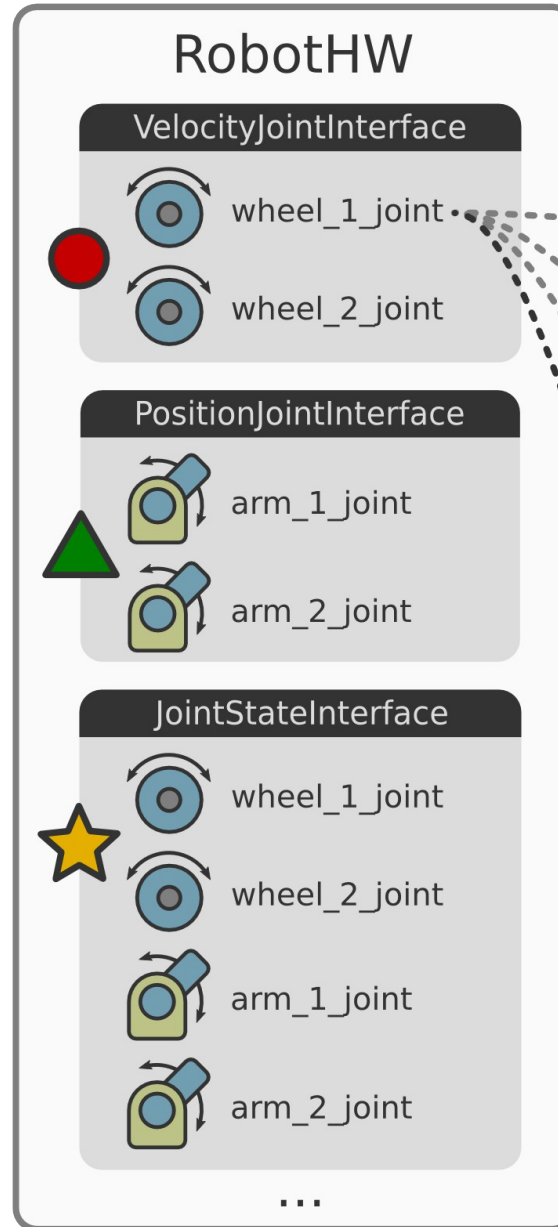 RobotHW
VelocityJointInterface
wheel_1_joint
wheel_2_joint
PositionJointInterface
arm_1_joint
arm_2_joint
JointStateInterface
wheel_1_joint
wheel_2_joint
arm_1_joint
arm_2_joint
...